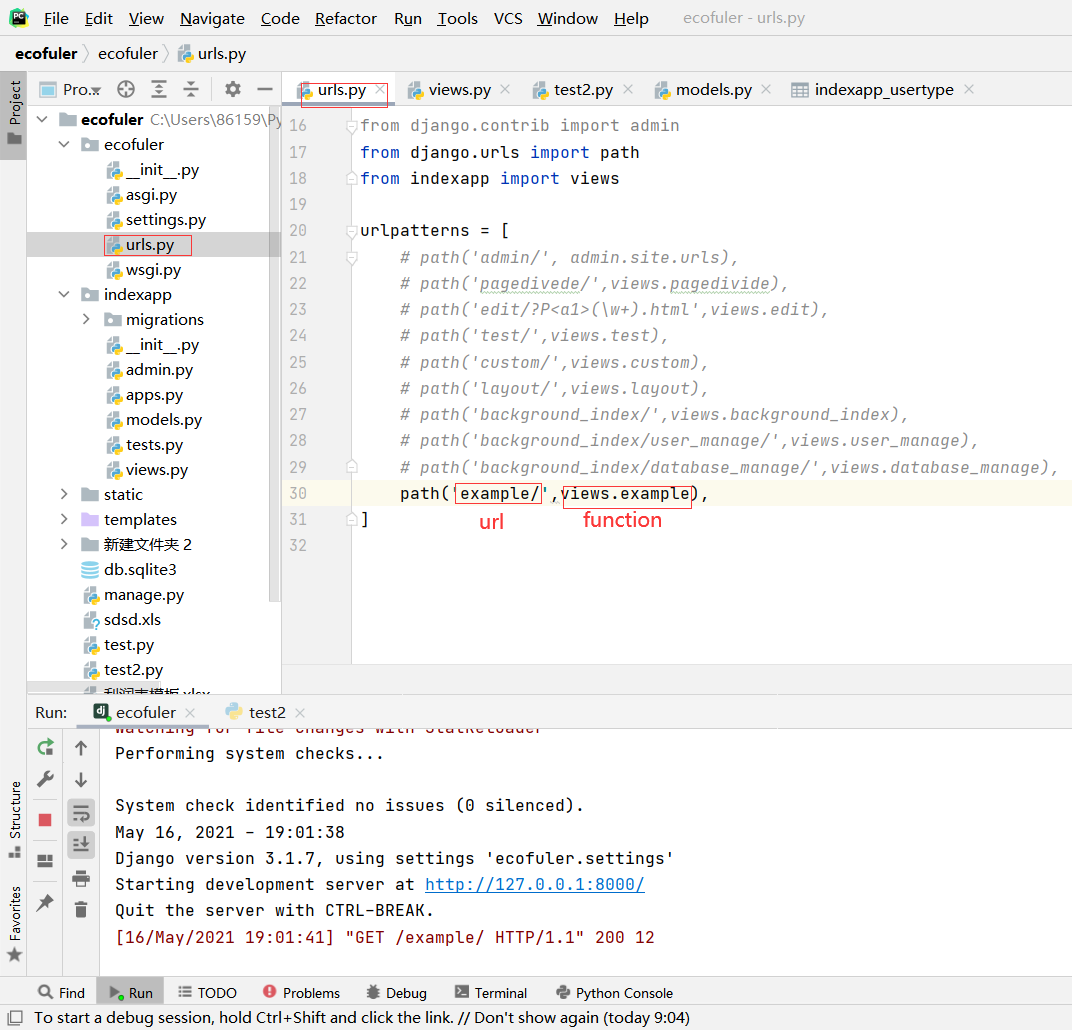 File Edit View Navigate Code Refactor Run Tools VCS Window Help ecofuler - urls.py
ecofuler ecofuler urls.py
Project
Pro..
urls.py views.py test2.py models.py indexapp_usertype
ecofuler C:\Users\86159\Py
ecofuler
__init__.py
asgi.py
settings.py
urls.py
wsgi.py
indexapp
migrations
__init__.py
admin.py
apps.py
models.py
tests.py
views.py
static
templates
新建文件夹 2
db.sqlite3
manage.py
sdsd.xls
test.py
test2.py
利润表模板.xlsx
16 from django.contrib import admin
17 from django.urls import path
18 from indexapp import views
19
20 urlpatterns = [
21 # path('admin/', admin.site.urls),
22 # path('pagedivede/',views.pagedivide),
23 # path('edit/?P<a1>(\w+).html',views.edit),
24 # path('test/',views.test),
25 # path('custom/',views.custom),
26 # path('layout/',views.layout),
27 # path('background_index/',views.background_index),
28 # path('background_index/user_manage/',views.user_manage),
29 # path('background_index/database_manage/',views.database_manage),
30 path('example/',views.example),
url function
31 ]
32
Run: ecofuler test2
Watching for file changes with StatReloader
Performing system checks...
System check identified no issues (0 silenced).
May 16, 2021 - 19:01:38
Django version 3.1.7, using settings 'ecofuler.settings'
Starting development server at http://127.0.0.1:8000/
Quit the server with CTRL-BREAK.
[16/May/2021 19:01:41] "GET /example/ HTTP/1.1" 200 12
Structure
Favorites
Find Run TODO Problems Debug Terminal Python Console
To start a debug session, hold Ctrl+Shift and click the link. // Don't show again (today 9:04)